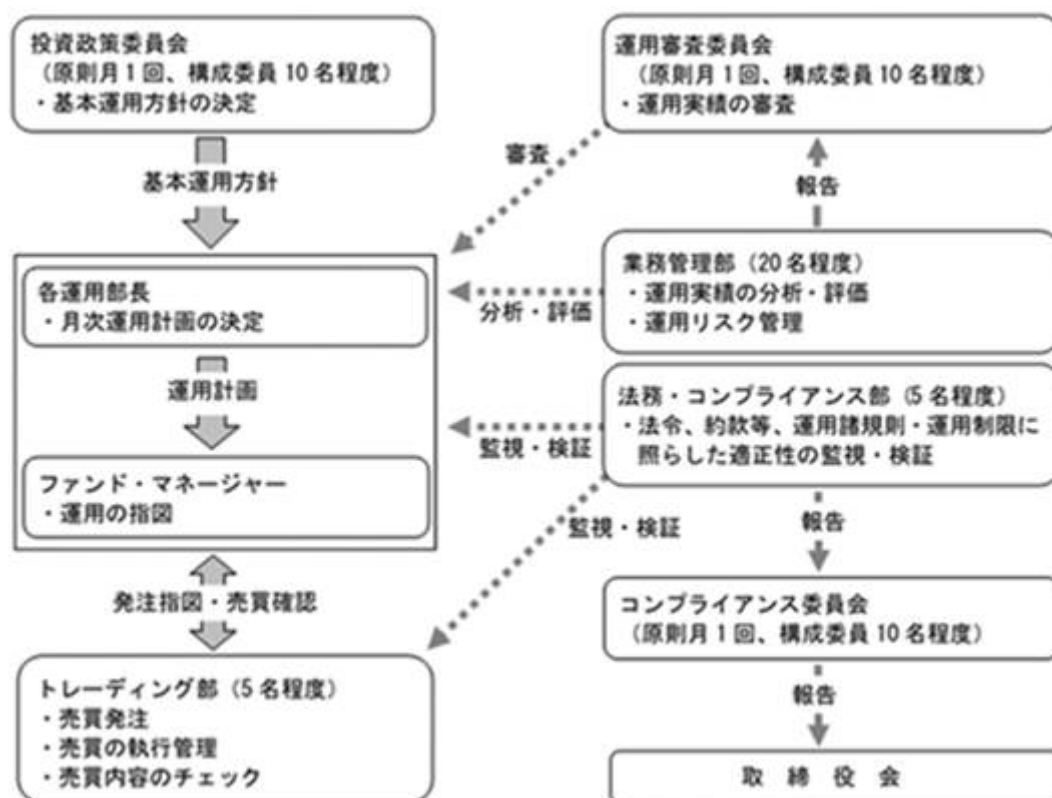 投資政策委員会
（原則月1回、構成委員10名程度）
・基本運用方針の決定
基本運用方針
各運用部長
・月次運用計画の決定
運用計画
ファンド・マネージャー
・運用の指図
発注指図・売買確認
トレーディング部（5名程度）
・売買発注
・売買の執行管理
・売買内容のチェック
運用審査委員会
（原則月1回、構成委員10名程度）
・運用実績の審査
審査
報告
業務管理部（20名程度）
・運用実績の分析・評価
・運用リスク管理
分析・評価
法務・コンプライアンス部（5名程度）
・法令、約款等、運用諸規則・運用制限に
照らした適正性の監視・検証
監視・検証
監視・検証
報告
コンプライアンス委員会
（原則月1回、構成委員10名程度）
報告
取締役会